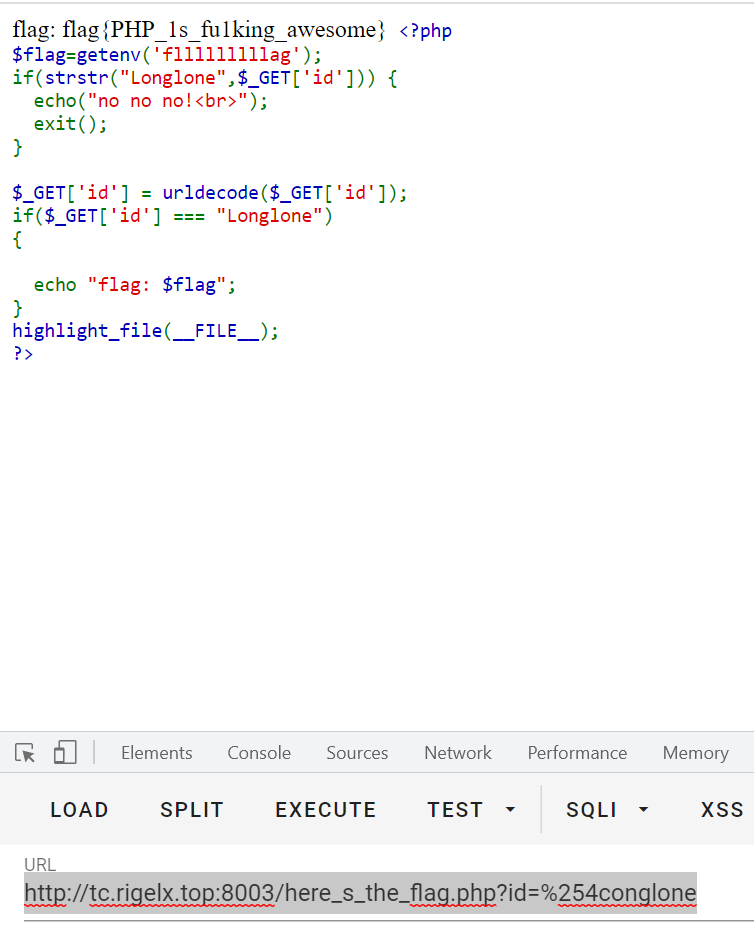 flag: flag{PHP_1s_fu1king_awesome} <?php
$flag=getenv('flllllllllag');
if(strstr("Longlone",$_GET['id'])) {
  echo("no no no!<br>");
  exit();
}
$_GET['id'] = urldecode($_GET['id']);
if($_GET['id'] === "Longlone")
{
  echo "flag: $flag";
}
highlight_file(__FILE__);
?>
Elements Console Sources Network Performance Memory
LOAD SPLIT EXECUTE TEST SQLI XSS
URL
http://tc.rigelx.top:8003/here_s_the_flag.php?id=%254conglone